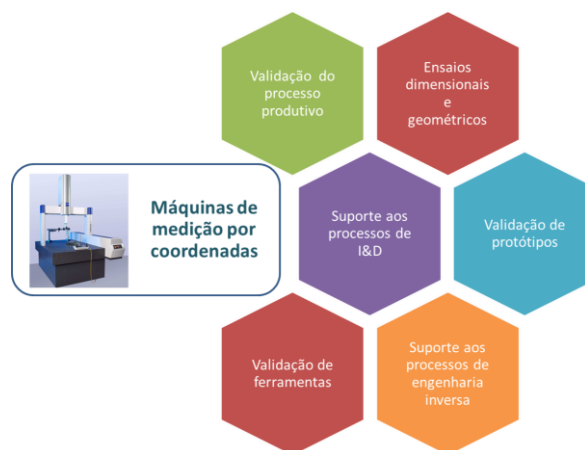 Validação do
processo
produtivo
Ensaios
dimensionais
e
geométricos
Máquinas de
medição por
coordenadas
Suporte aos
processos de
I&D
Validação de
protótipos
Validação de
ferramentas
Suporte aos
processos de
engenharia
inversa